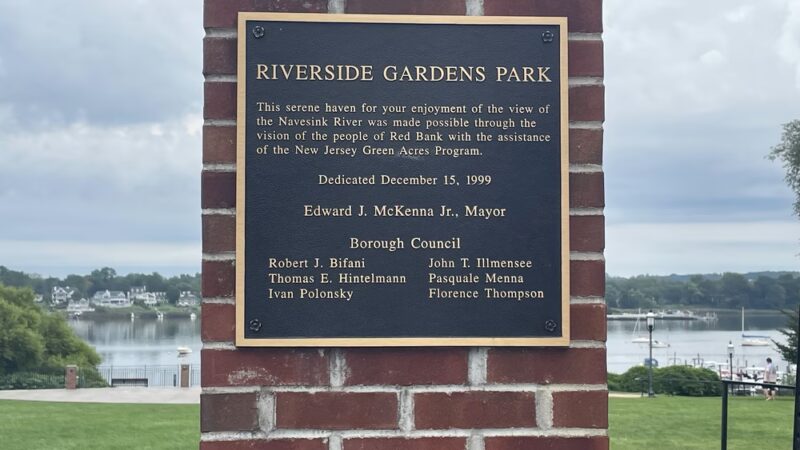 RIVERSIDE GARDENS PARK
This serene haven for your enjoyment of the view of
the Navesink River was made possible through the
vision of the people of Red Bank with the assistance
of the New Jersey Green Acres Program.
Dedicated December 15, 1999
Edward J. McKenna Jr., Mayor
Borough Council
Robert J. Bifani
Thomas E. Hintelmann
Ivan Polonsky
John T. Illmensee
Pasquale Menna
Florence Thompson